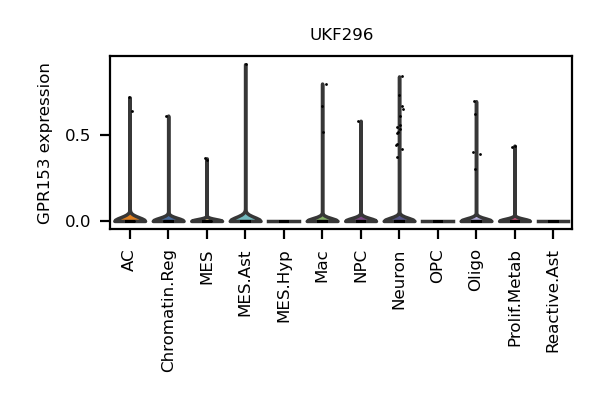 UKF296
GPR153 expression
0.5
0.0
AC
Chromatin.Reg
MES
MES.Ast
MES.Hyp
Mac
NPC
Neuron
OPC
Oligo
Prolif.Metab
Reactive.Ast